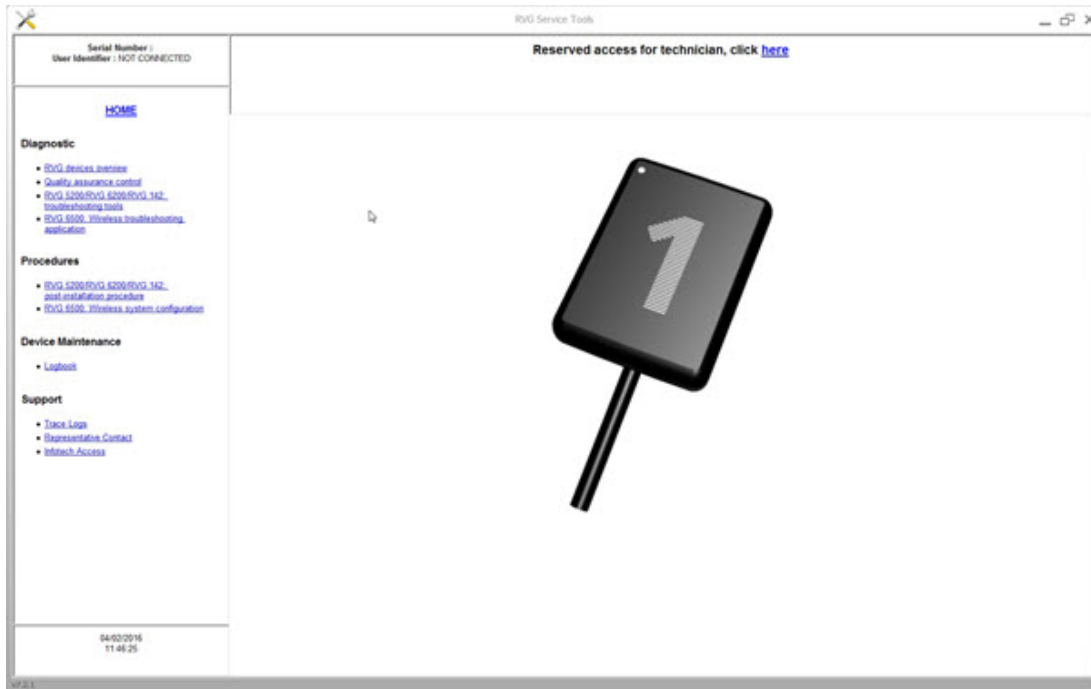 RVG Service Tools
Serial Number :
User Identifier : NOT CONNECTED
Reserved access for technician, click here
HOME
Diagnostic
RVG devices overview
Quality assurance control
RVG 5200/RVG 6200/RVG 142:
troubleshooting tools
RVG 6500: Wireless troubleshooting
application
Procedures
RVG 5200/RVG 6200/RVG 142:
post-installation procedure
RVG 6500: Wireless system configuration
Device Maintenance
Logbook
Support
Trace Logs
Representative Contact
Infotech Access
1
04/02/2016
11:46:25
v7.2.1